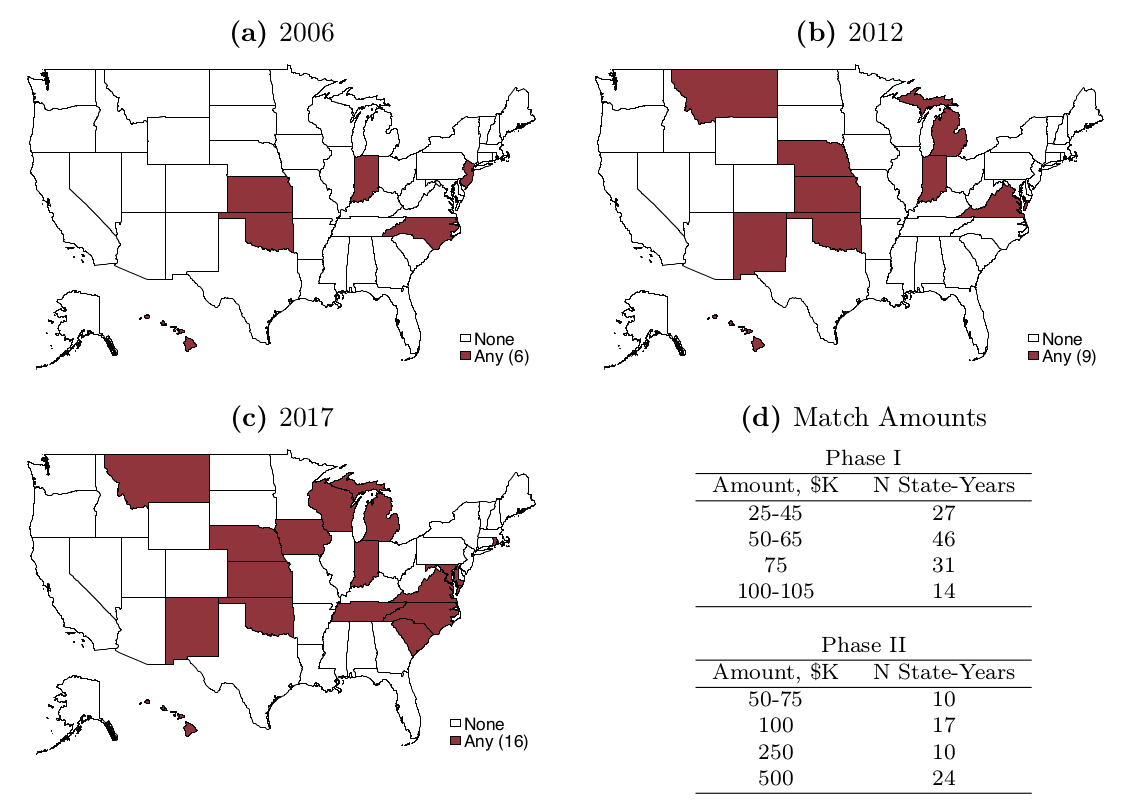 (a) 2006
None
Any (6)
(b) 2012
None
Any (9)
(c) 2017
None
Any (16)
(d) Match Amounts
Phase I
Amount, $K N State-Years
25-45 27
50-65 46
75 31
100-105 14
Phase II
Amount, $K N State-Years
50-75 10
100 17
250 10
500 24